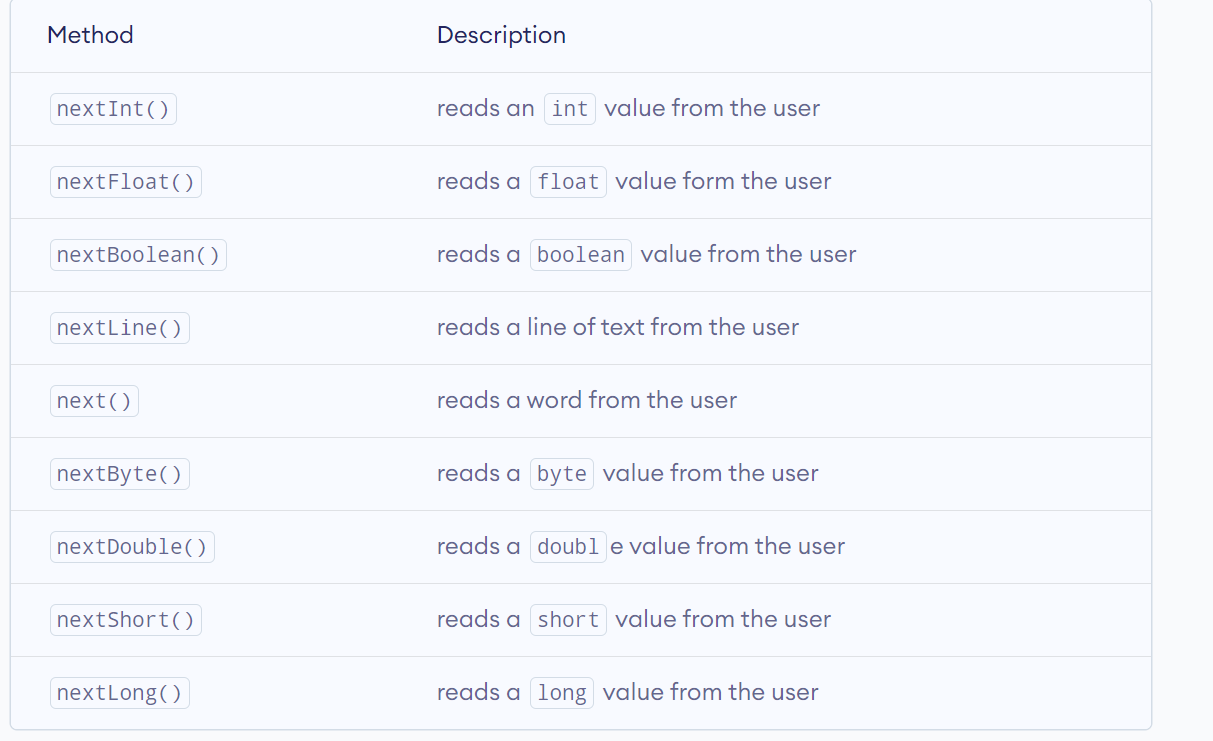 Method Description
nextInt() reads an int value from the user
nextFloat() reads a float value form the user
nextBoolean() reads a boolean value from the user
nextLine() reads a line of text from the user
next() reads a word from the user
nextByte() reads a byte value from the user
nextDouble() reads a double value from the user
nextShort() reads a short value from the user
nextLong() reads a long value from the user